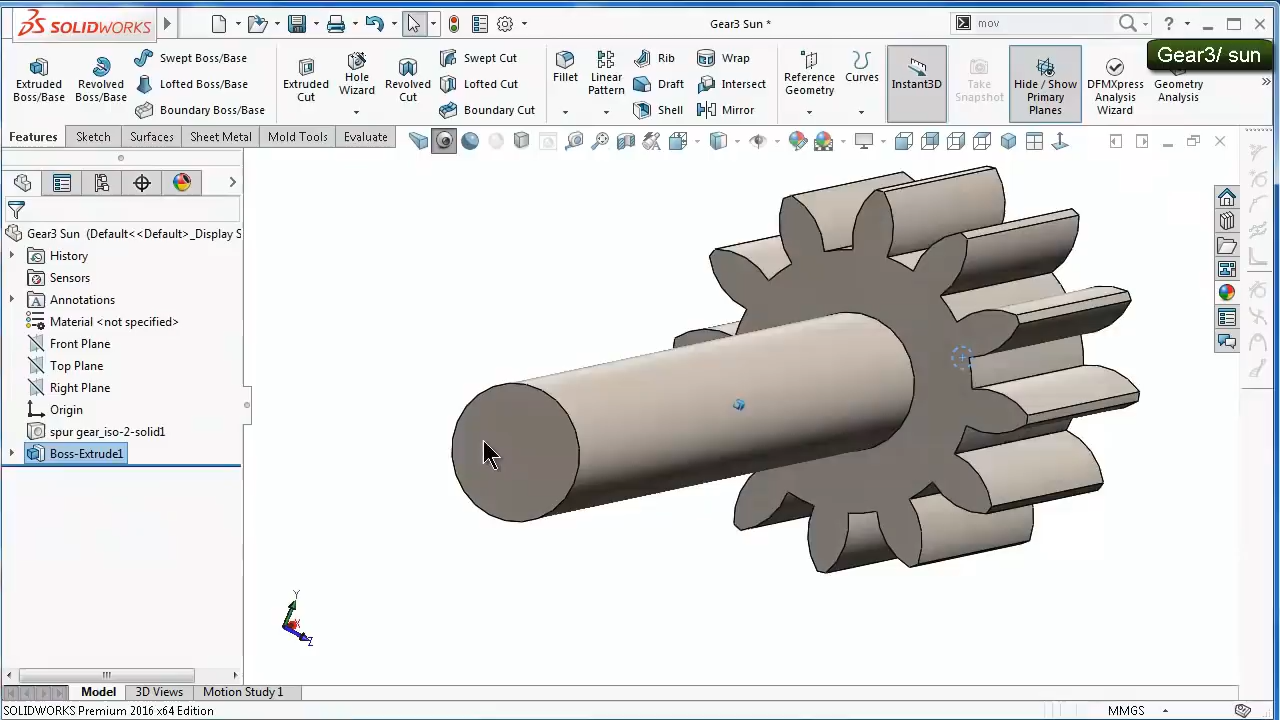 SOLIDWORKS
Gear3 Sun *
mov
Gear3/ sun
Extruded Boss/Base
Revolved Boss/Base
Swept Boss/Base
Lofted Boss/Base
Boundary Boss/Base
Extruded Cut
Hole Wizard
Revolved Cut
Swept Cut
Lofted Cut
Boundary Cut
Fillet
Linear Pattern
Rib
Draft
Shell
Wrap
Intersect
Mirror
Reference Geometry
Curves
Instant3D
Take Snapshot
Hide / Show Primary Planes
DFMXpress Analysis Wizard
Geometry Analysis
Features
Sketch
Surfaces
Sheet Metal
Mold Tools
Evaluate
Gear3 Sun (Default<<Default>_Display S
History
Sensors
Annotations
Material <not specified>
Front Plane
Top Plane
Right Plane
Origin
spur gear_iso-2-solid1
Boss-Extrude1
Y
X
Z
Model
3D Views
Motion Study 1
SOLIDWORKS Premium 2016 x64 Edition
MMGS